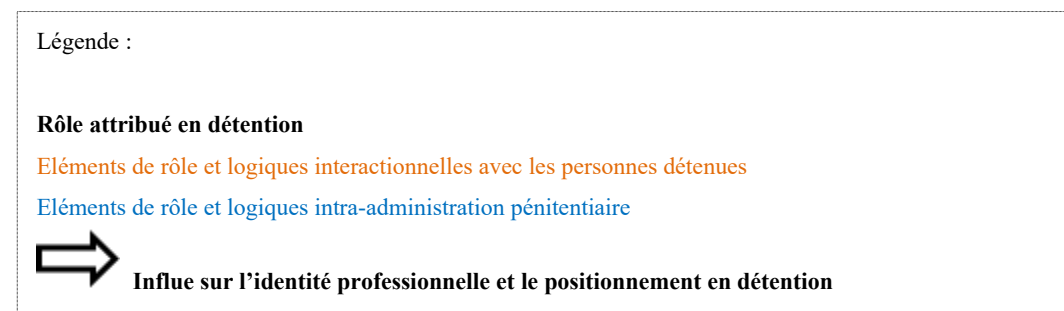 Légende :
Rôle attribué en détention
Eléments de rôle et logiques interactionnelles avec les personnes détenues
Eléments de rôle et logiques intra-administration pénitentiaire
Influe sur l’identité professionnelle et le positionnement en détention